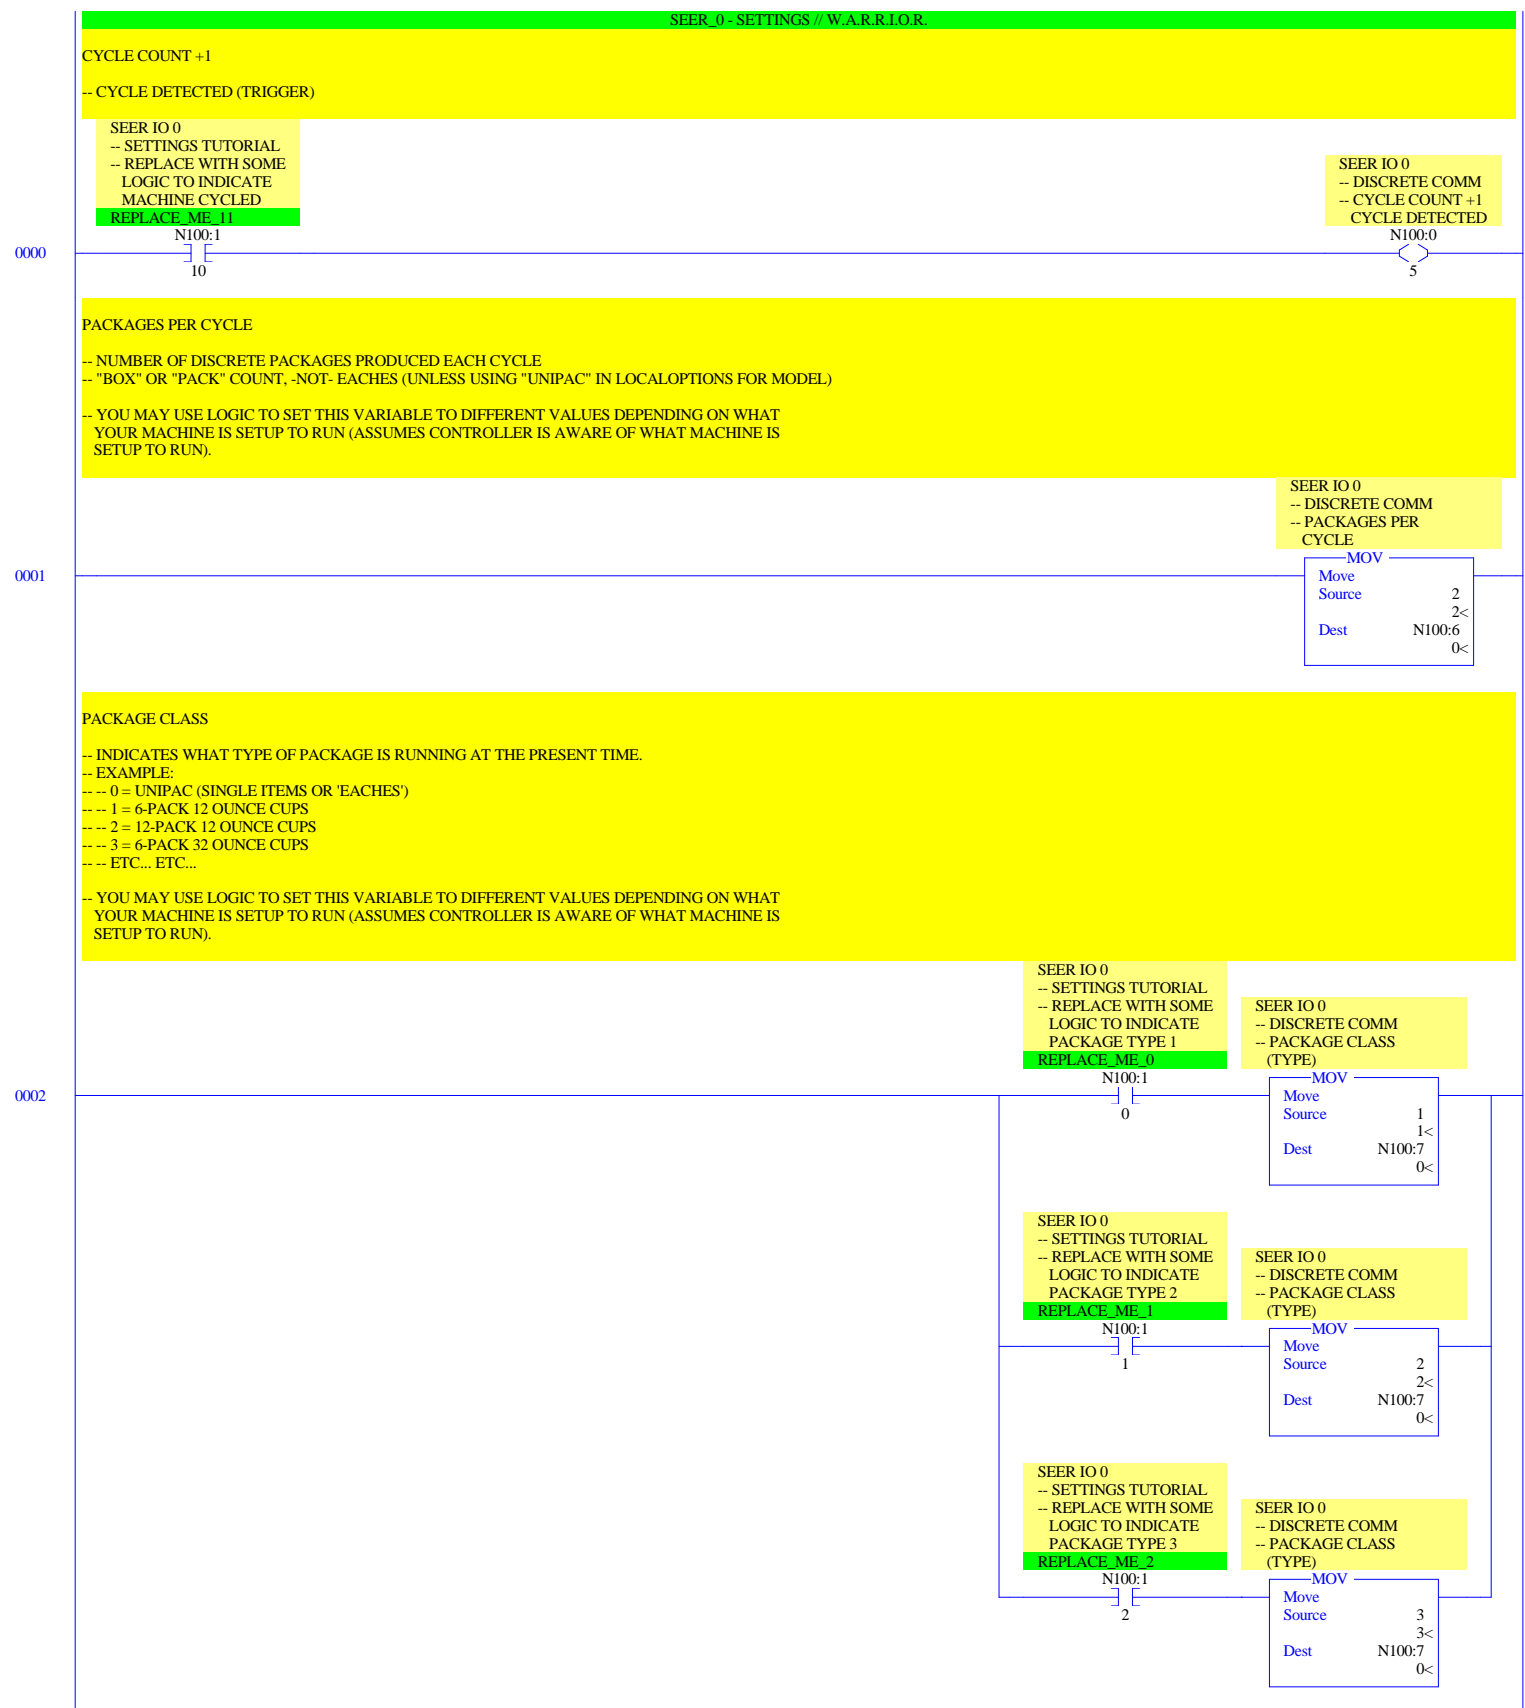 SEER_0 - SETTINGS // W.A.R.R.I.O.R.
CYCLE COUNT +1
-- CYCLE DETECTED (TRIGGER)
SEER IO 0
-- SETTINGS TUTORIAL
-- REPLACE WITH SOME
LOGIC TO INDICATE
MACHINE CYCLED
REPLACE_ME_11
N100:1
10
SEER IO 0
-- DISCRETE COMM
-- CYCLE COUNT +1
CYCLE DETECTED
N100:0
5
0000
PACKAGES PER CYCLE
-- NUMBER OF DISCRETE PACKAGES PRODUCED EACH CYCLE
-- "BOX" OR "PACK" COUNT, -NOT- EACHES (UNLESS USING "UNIPAC" IN LOCALOPTIONS FOR MODEL)
-- YOU MAY USE LOGIC TO SET THIS VARIABLE TO DIFFERENT VALUES DEPENDING ON WHAT
YOUR MACHINE IS SETUP TO RUN (ASSUMES CONTROLLER IS AWARE OF WHAT MACHINE IS
SETUP TO RUN).
SEER IO 0
-- DISCRETE COMM
-- PACKAGES PER
CYCLE
0001
MOV
Move
Source 2
2<
Dest N100:6
0<
PACKAGE CLASS
-- INDICATES WHAT TYPE OF PACKAGE IS RUNNING AT THE PRESENT TIME.
-- EXAMPLE:
-- -- 0 = UNIPAC (SINGLE ITEMS OR 'EACHES')
-- -- 1 = 6-PACK 12 OUNCE CUPS
-- -- 2 = 12-PACK 12 OUNCE CUPS
-- -- 3 = 6-PACK 32 OUNCE CUPS
-- -- ETC... ETC...
-- YOU MAY USE LOGIC TO SET THIS VARIABLE TO DIFFERENT VALUES DEPENDING ON WHAT
YOUR MACHINE IS SETUP TO RUN (ASSUMES CONTROLLER IS AWARE OF WHAT MACHINE IS
SETUP TO RUN).
0002
SEER IO 0
-- SETTINGS TUTORIAL
-- REPLACE WITH SOME
LOGIC TO INDICATE
PACKAGE TYPE 1
REPLACE_ME_0
N100:1
0
SEER IO 0
-- DISCRETE COMM
-- PACKAGE CLASS
(TYPE)
MOV
Move
Source 1
1<
Dest N100:7
0<
SEER IO 0
-- SETTINGS TUTORIAL
-- REPLACE WITH SOME
LOGIC TO INDICATE
PACKAGE TYPE 2
REPLACE_ME_1
N100:1
1
SEER IO 0
-- DISCRETE COMM
-- PACKAGE CLASS
(TYPE)
MOV
Move
Source 2
2<
Dest N100:7
0<
SEER IO 0
-- SETTINGS TUTORIAL
-- REPLACE WITH SOME
LOGIC TO INDICATE
PACKAGE TYPE 3
REPLACE_ME_2
N100:1
2
SEER IO 0
-- DISCRETE COMM
-- PACKAGE CLASS
(TYPE)
MOV
Move
Source 3
3<
Dest N100:7
0<